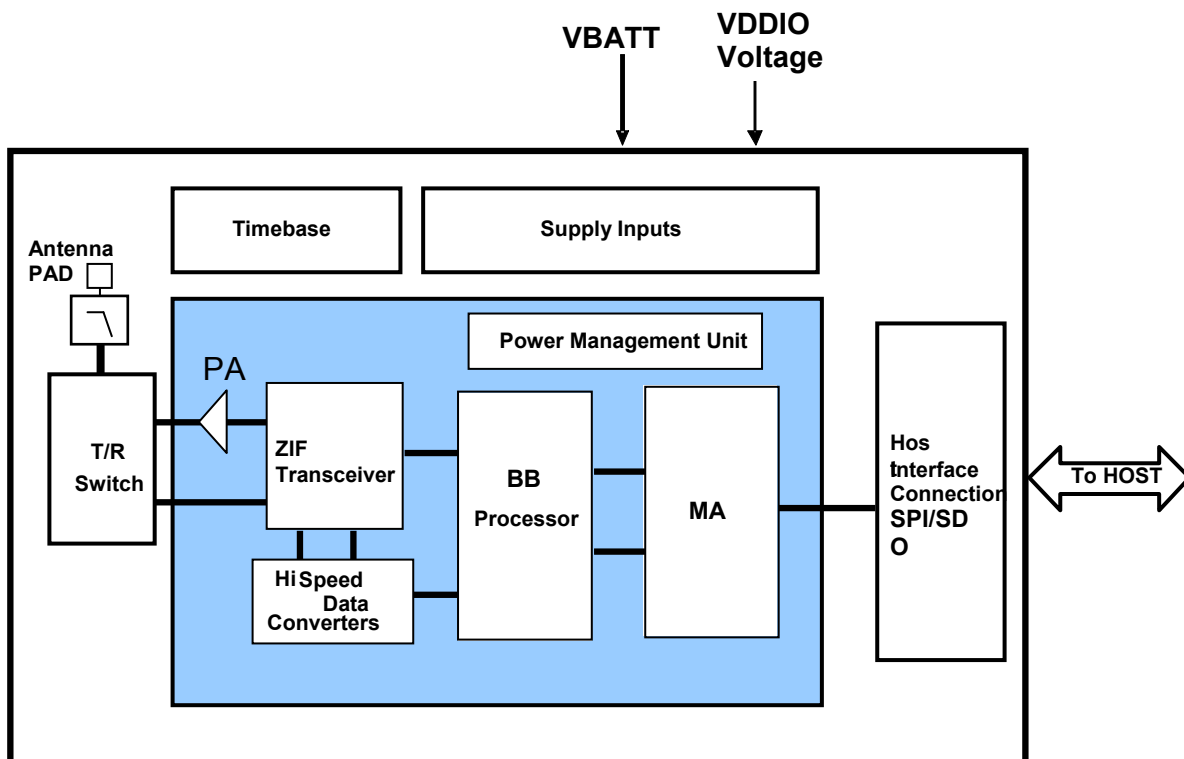 VBATT
VDDIO
Voltage
Timebase
Supply Inputs
Antenna
PAD
Power Management Unit
PA
T/R
Switch
ZIF
Transceiver
BB
Processor
MA
Hos
tnterface
Connection
SPI/SD
O
To HOST
Hi Speed
Data
Converters